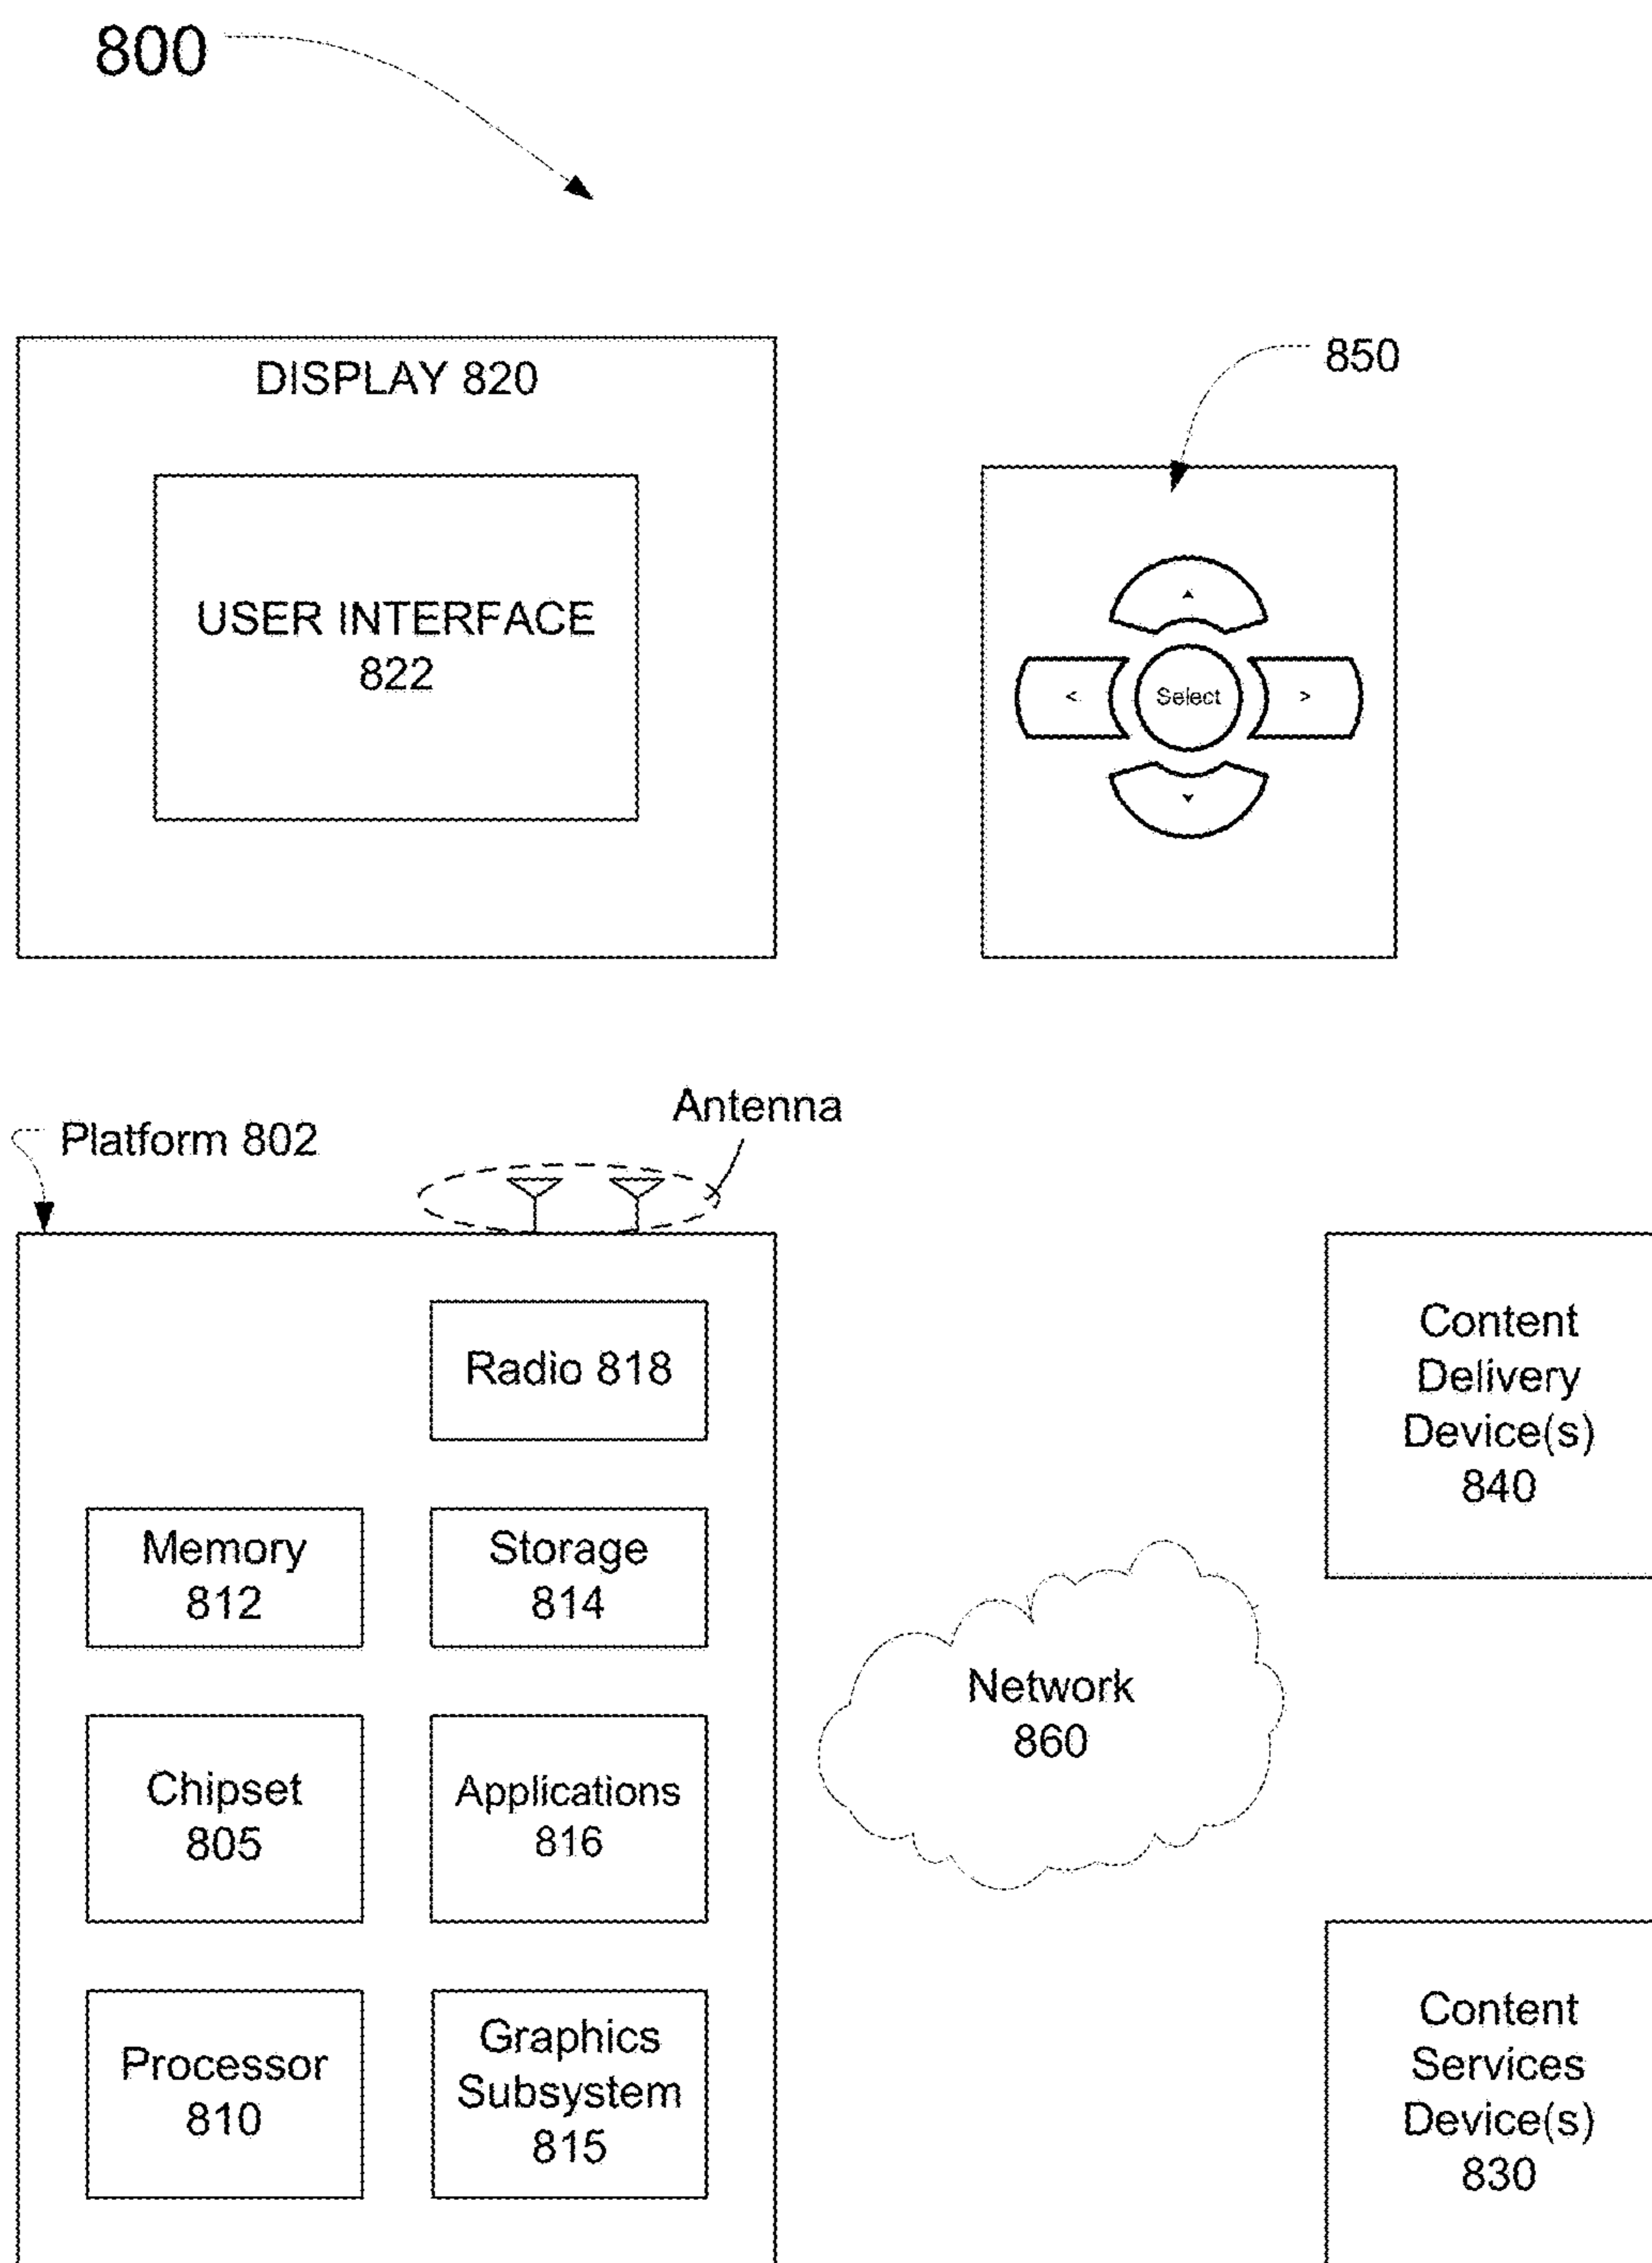 800
DISPLAY 820
850
USER INTERFACE
822
Select
<
>
Antenna
Platform 802
Radio 818
Content
Delivery
Device(s)
840
Memory
812
Storage
814
Network
860
Chipset
805
Applications
816
Processor
810
Graphics
Subsystem
815
Content
Services
Device(s)
830